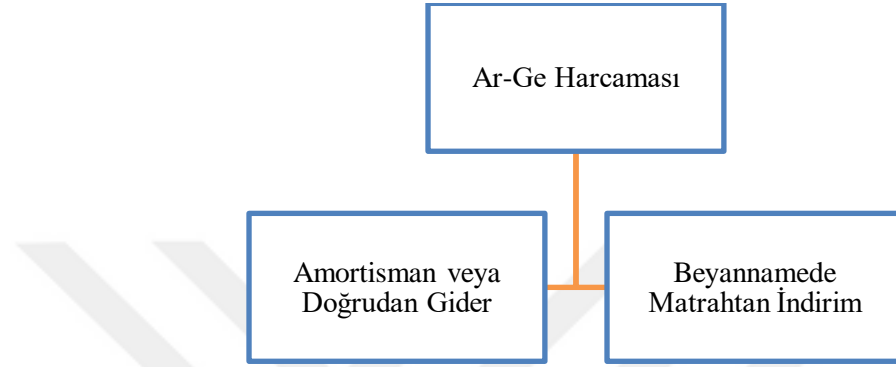 Ar-Ge Harcaması
Amortisman veya
Doğrudan Gider
Beyannamede
Matrahtan İndirim